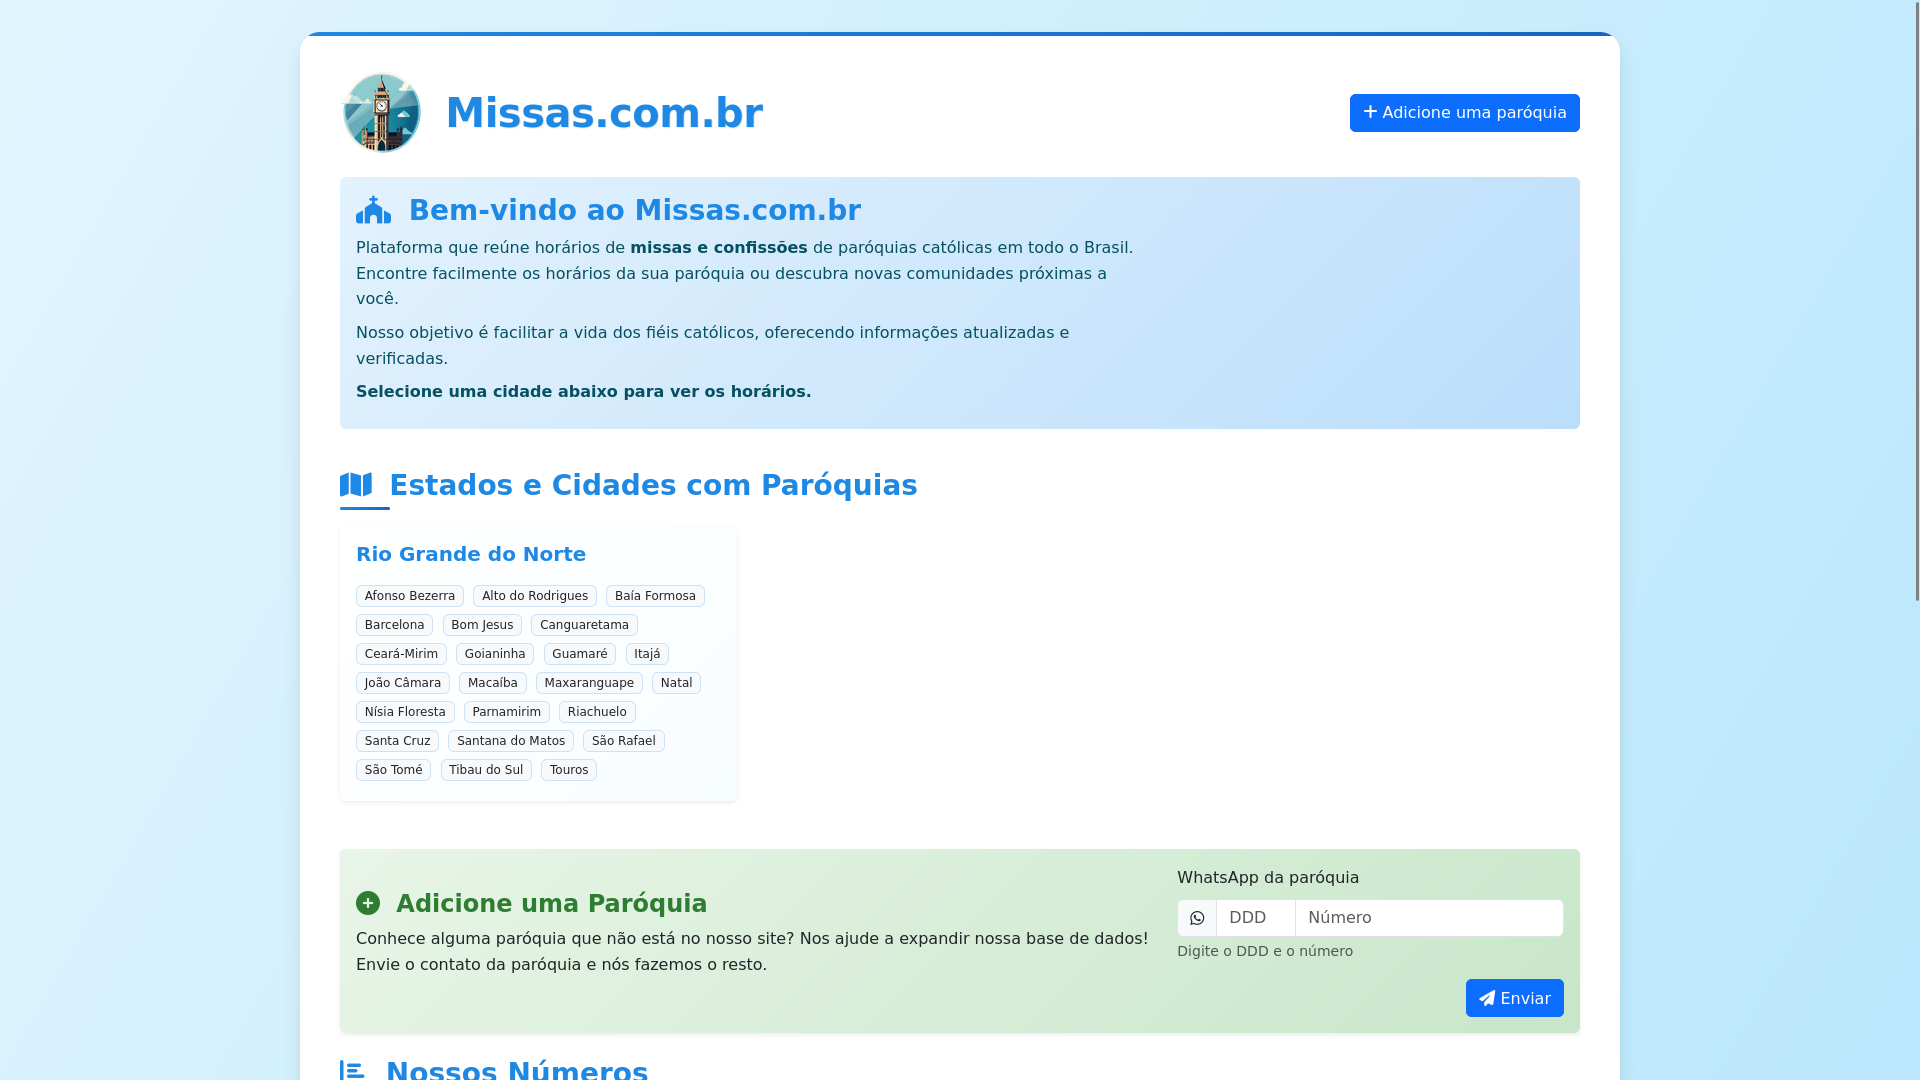 Missas.com.br
Adicione uma paróquia
Bem-vindo ao Missas.com.br
Plataforma que reúne horários de missas e confissões de paróquias católicas em todo o Brasil.
Encontre facilmente os horários da sua paróquia ou descubra novas comunidades próximas a
você.
Nosso objetivo é facilitar a vida dos fiéis católicos, oferecendo informações atualizadas e
verificadas.
Selecione uma cidade abaixo para ver os horários.
Estados e Cidades com Paróquias
Rio Grande do Norte
Afonso Bezerra Alto do Rodrigues Baía Formosa
Barcelona Bom Jesus Canguaretama
Ceará-Mirim Goianinha Guamaré Itajá
João Câmara Macaíba Maxaranguape Natal
Nísia Floresta Parnamirim Riachuelo
Santa Cruz Santana do Matos São Rafael
São Tomé Tibau do Sul Touros
Adicione uma Paróquia
Conhece alguma paróquia que não está no nosso site? Nos ajude a expandir nossa base de dados!
Envie o contato da paróquia e nós fazemos o resto.
WhatsApp da paróquia
DDD Número
Digite o DDD e o número
Enviar
Nossos Números